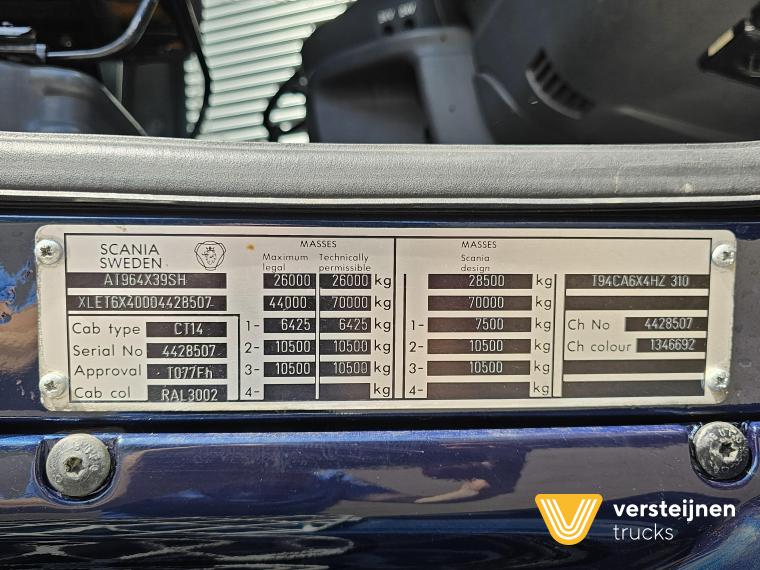 SCANIA
SWEDEN
AT964X39SH
XLET6X40004428507
Cab type CT14
Serial No 4428507
Approval T077Fh
Cab col RAL3002
MASSES
Maximum legal Technically permissible
26000 26000 kg
44000 70000 kg
1- 6425 6425 kg
2- 10500 10500 kg
3- 10500 10500 kg
4- kg
MASSES
Scania design
28500 kg
70000 kg
1- 7500 kg
2- 10500 kg
3- 10500 kg
4- kg
T94CA6X4HZ 310
Ch No 4428507
Ch colour 1346692
versteijnen
trucks